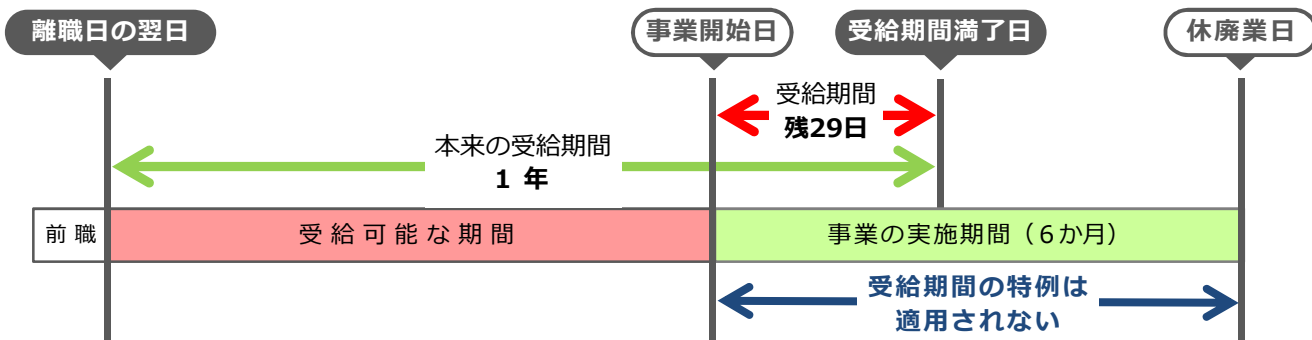 離職日の翌日
事業開始日
受給期間満了日
休廃業日
受給期間
残29日
本来の受給期間
1 年
前職
受給可能な期間
事業の実施期間（6か月）
受給期間の特例は
適用されない